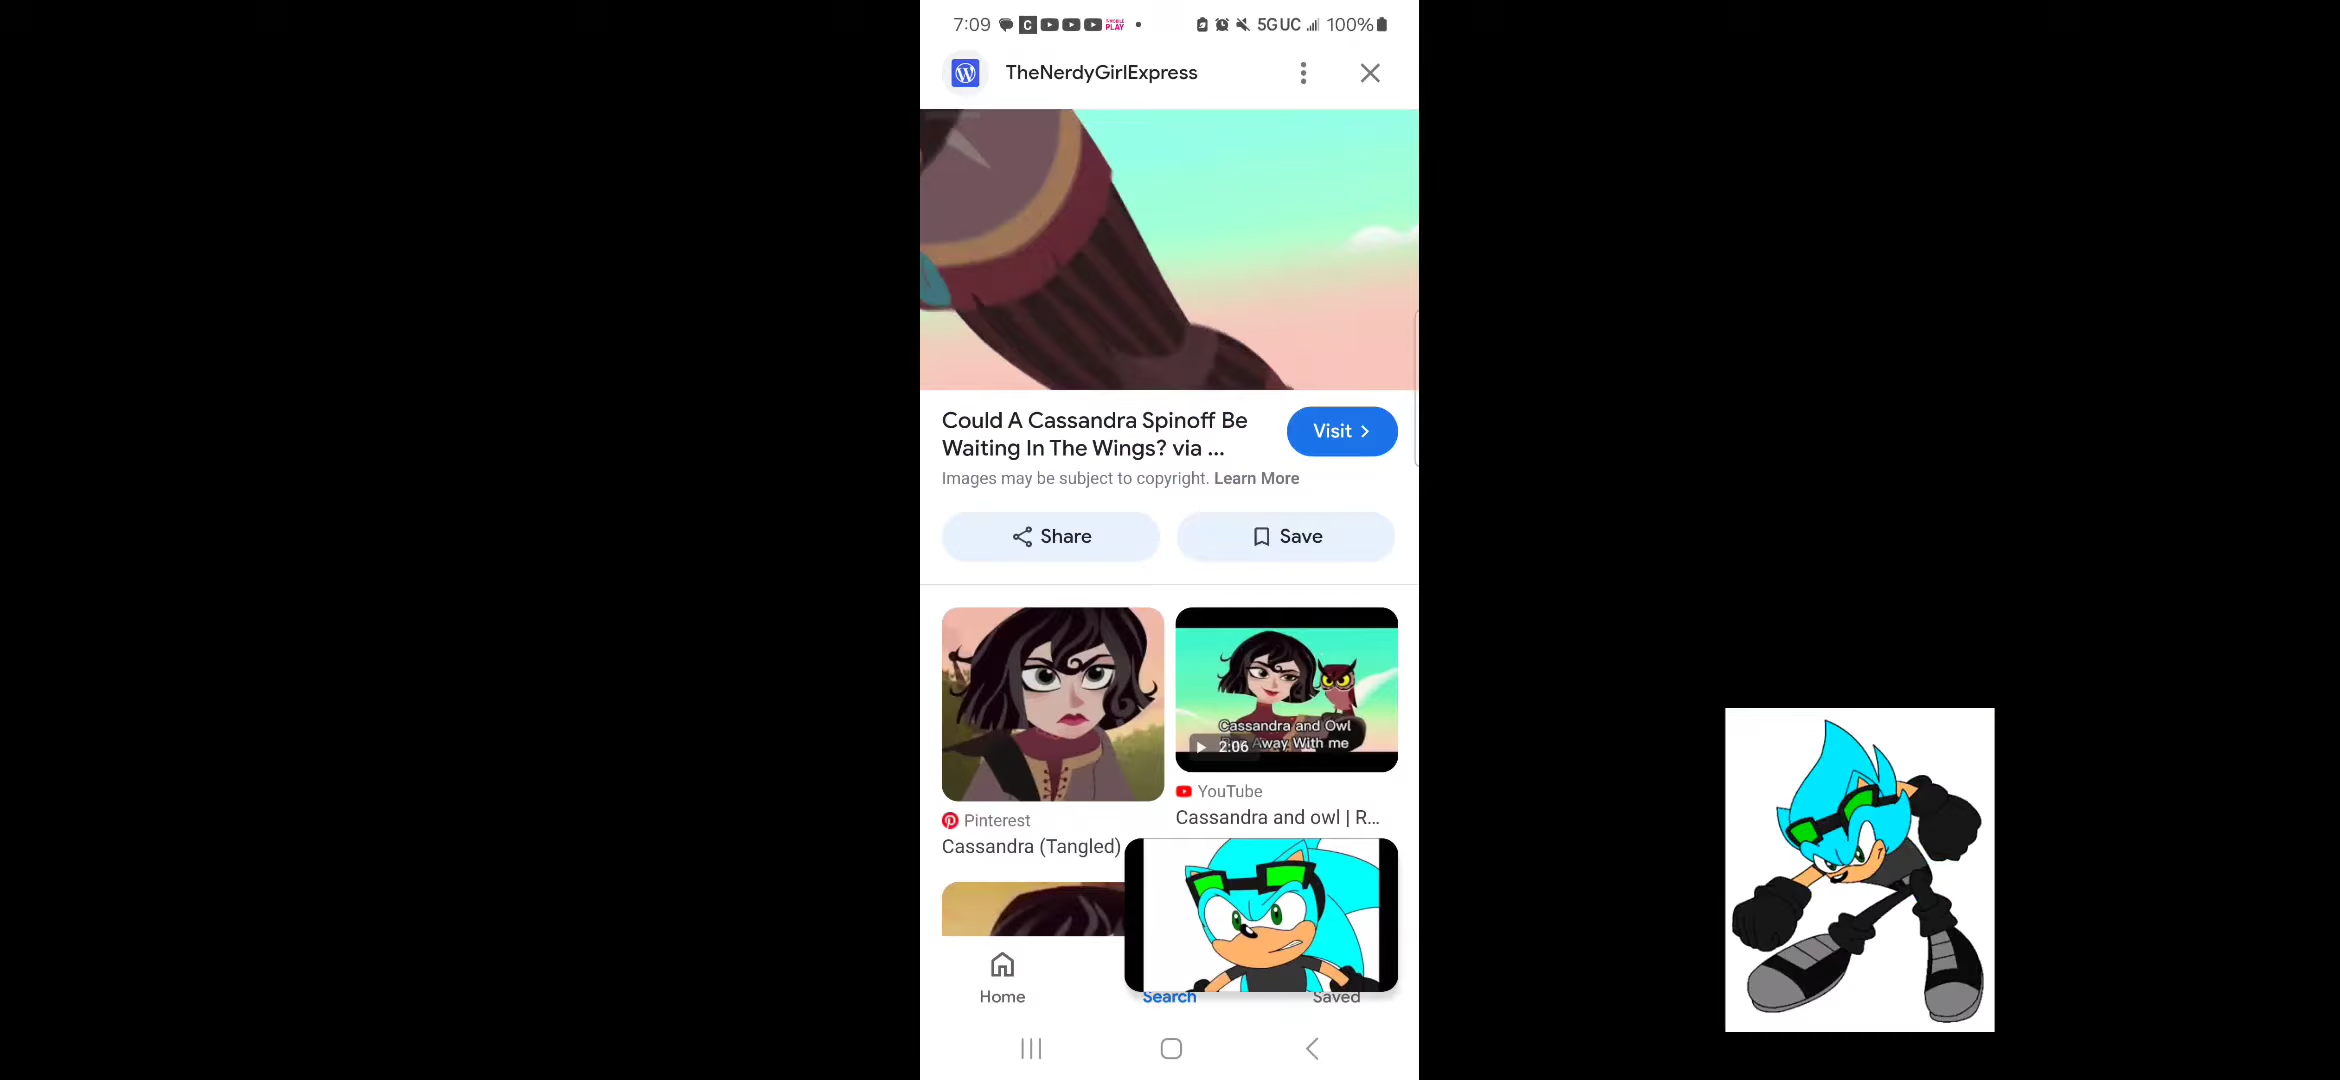 7:09
C
MOBILE
PLAY
5G UC
100%
TheNerdyGirlExpress
Could A Cassandra Spinoff Be
Waiting In The Wings? via ...
Visit
Images may be subject to copyright. Learn More
Share
Save
Cassandra and Owl
Away With me
2:06
YouTube
Cassandra and owl | R...
Pinterest
Cassandra (Tangled)
Home
Search
Saved